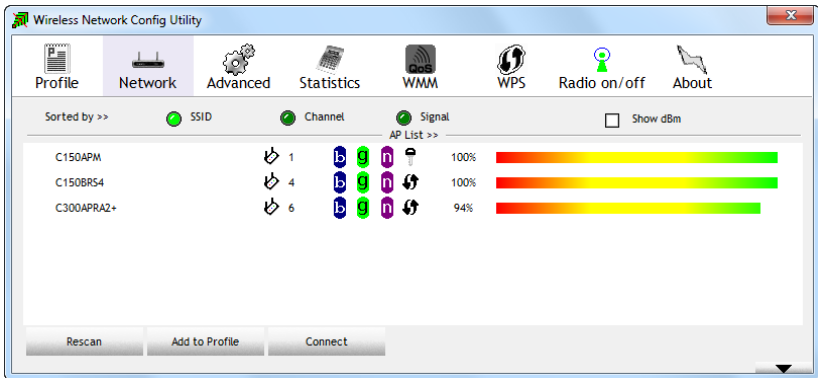 Wireless Network Config Utility
x
Profile Network Advanced Statistics QoS WMM WPS Radio on/off About
Sorted by >> SSID Channel Signal Show dBm
AP List >>
C150APM 1 b g n 100%
C150BRS4 4 b g n 100%
C300APRA2+ 6 b g n 94%
Rescan Add to Profile Connect